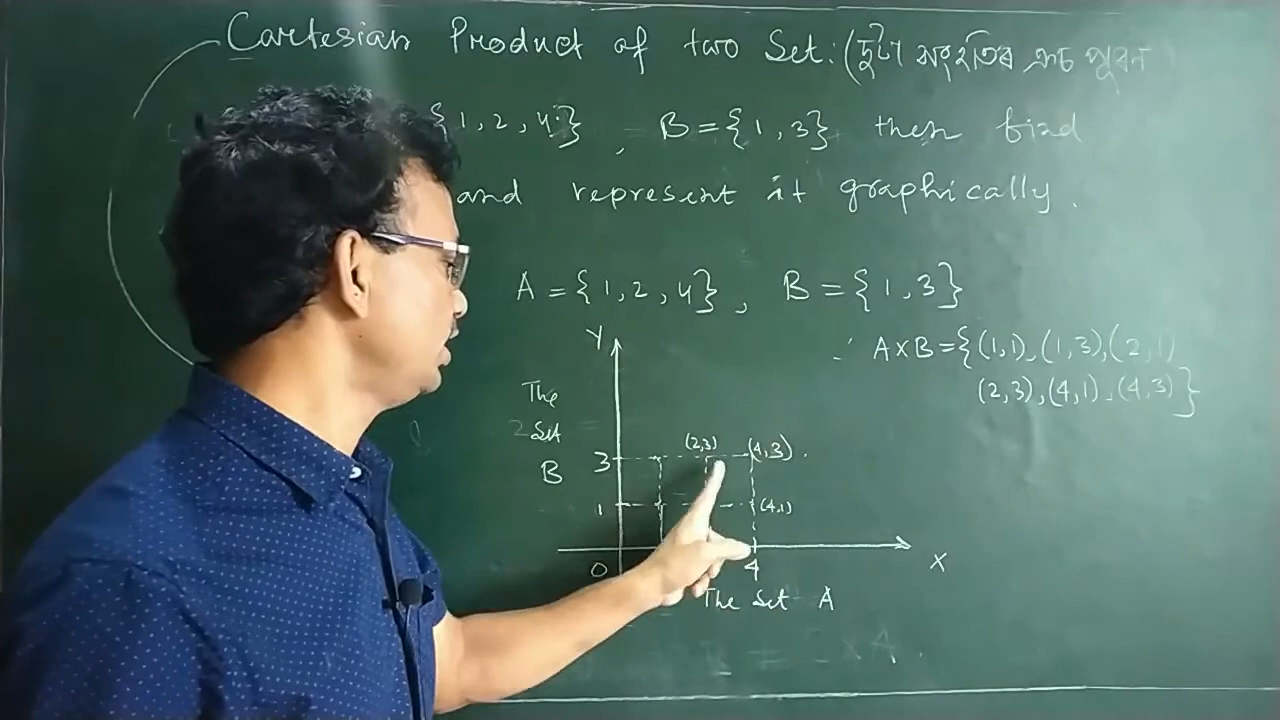 Cartesian Product of two Set: (দুটা সংহতিৰ
{1, 2, 4}, B = {1, 3} then find
and represent it graphically.
A = {1, 2, 4}, B = {1, 3}
∴ A×B = {(1,1), (1,3), (2,1)
(2,3), (4,1), (4,3)}
Y
The
Set
B
3
(2,3)
(4,3)
1
(4,1)
0
4
X
The Set A